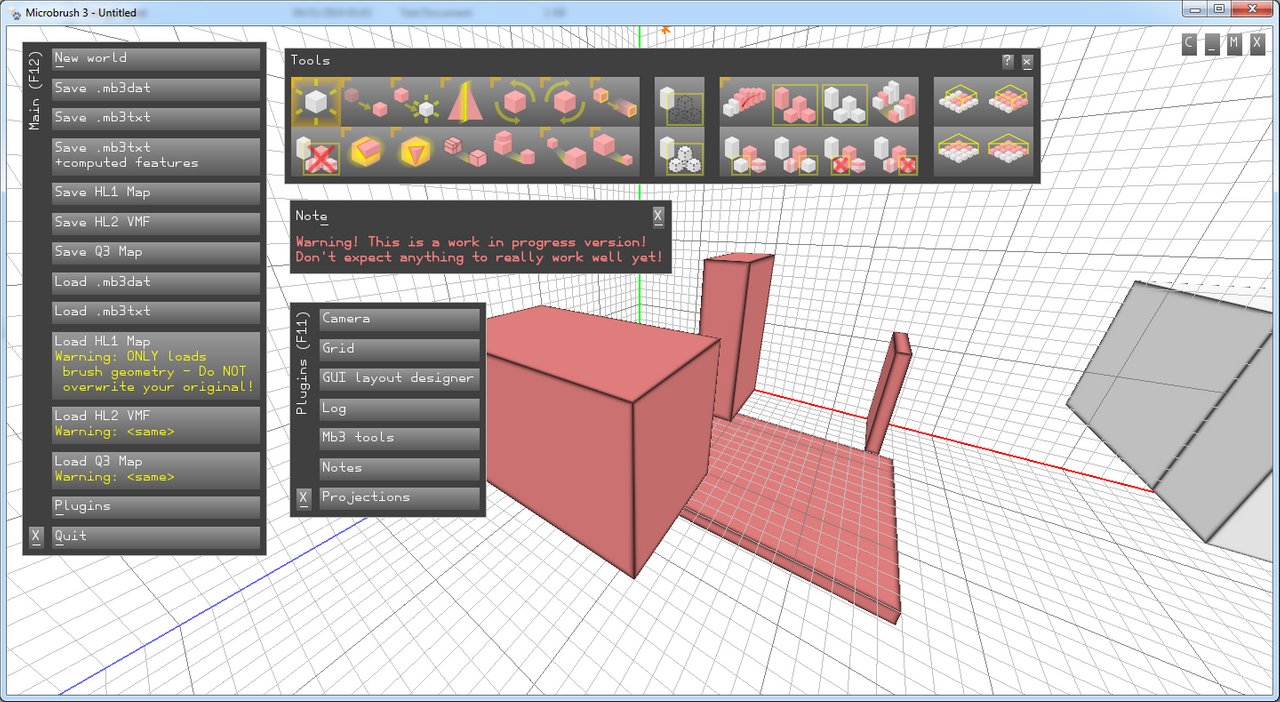 Microbrush 3 - Untitled
C _ M X
Main (F12)
New world
Save .mb3dat
Save .mb3txt
Save .mb3txt
+computed features
Save HL1 Map
Save HL2 VMF
Save Q3 Map
Load .mb3dat
Load .mb3txt
Load HL1 Map
Warning: ONLY loads
brush geometry - Do NOT
overwrite your original!
Load HL2 VMF
Warning: <same>
Load Q3 Map
Warning: <same>
Plugins
X Quit
Tools ? x
Note X
Warning! This is a work in progress version!
Don't expect anything to really work well yet!
Plugins (F11)
Camera
Grid
GUI layout designer
Log
Mb3 tools
Notes
X Projections